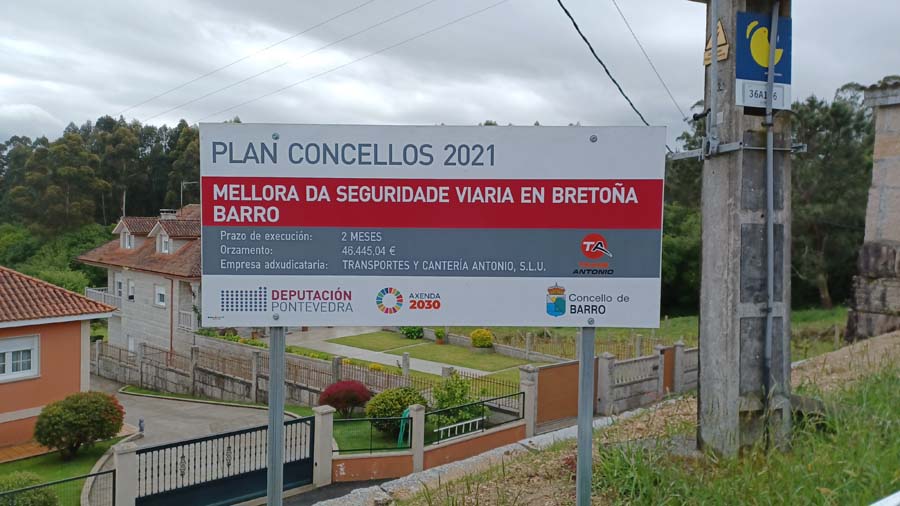 PLAN CONCELLOS 2021
MELLORA DA SEGURIDADE VIARIA EN BRETOÑA
BARRO
Prazo de execución: 2 MESES
Orzamento: 46.445,04 €
Empresa adxudicataria: TRANSPORTES Y CANTERÍA ANTONIO, S.L.U.
TA
ANTONIO
DEPUTACIÓN
PONTEVEDRA
AXENDA
2030
Concello de
BARRO